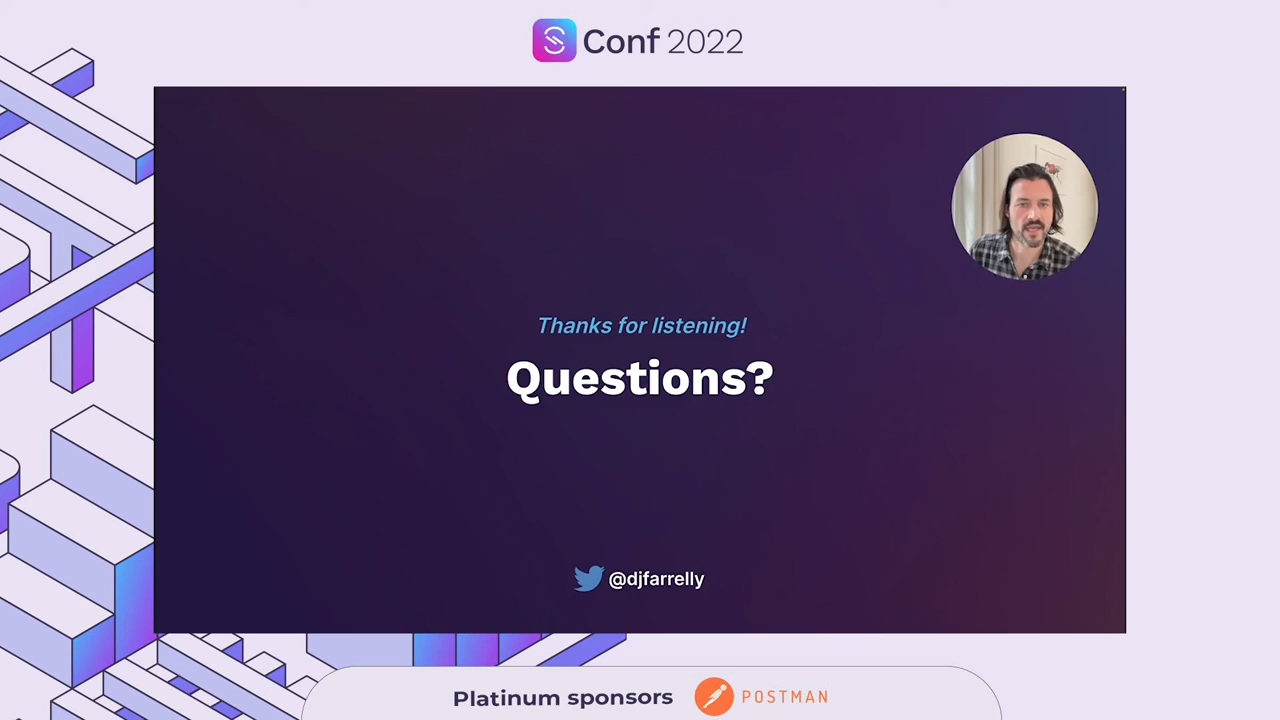 Conf 2022
Thanks for listening!
Questions?
@djfarrelly
Platinum sponsors
POSTMAN